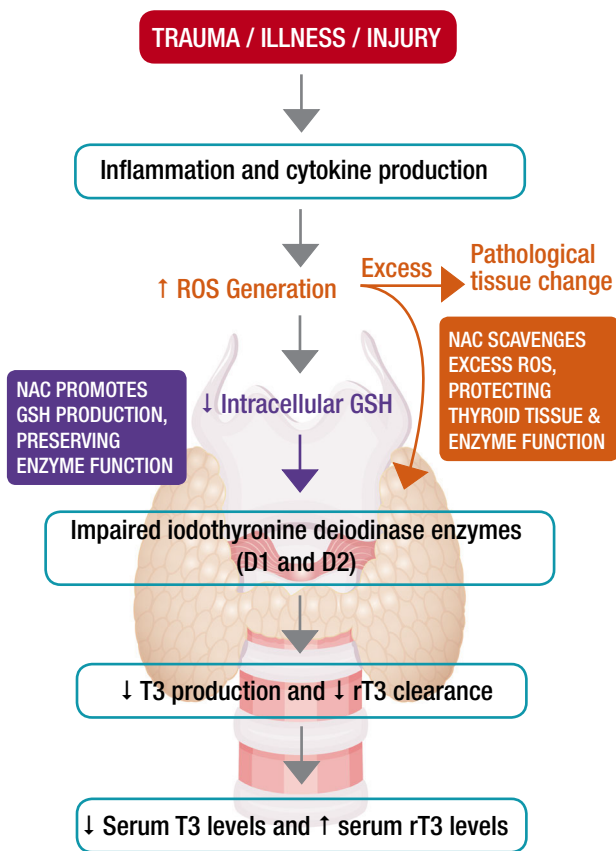 TRAUMA / ILLNESS / INJURY
Inflammation and cytokine production
↑ ROS Generation
Excess
Pathological
tissue change
NAC SCAVENGES
EXCESS ROS,
PROTECTING
THYROID TISSUE &
ENZYME FUNCTION
NAC PROMOTES
GSH PRODUCTION,
PRESERVING
ENZYME FUNCTION
↓ Intracellular GSH
Impaired iodothyronine deiodinase enzymes
(D1 and D2)
↓ T3 production and ↓ rT3 clearance
↓ Serum T3 levels and ↑ serum rT3 levels